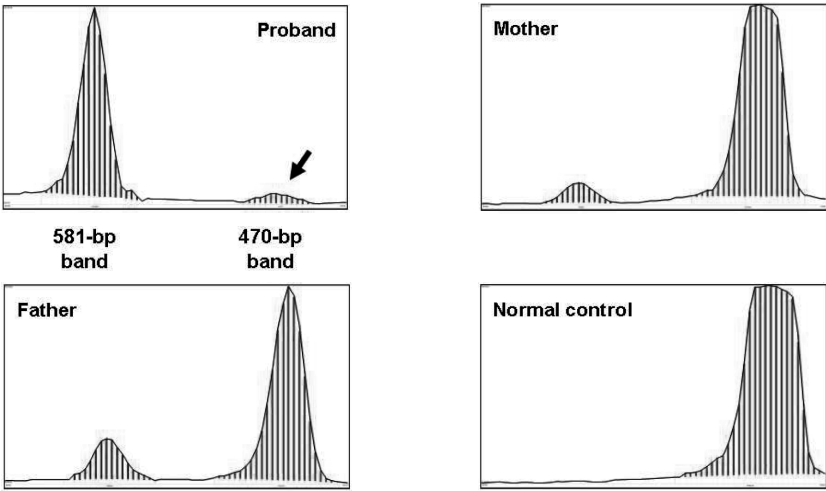 Proband
Mother
581-bp
band
470-bp
band
Father
Normal control